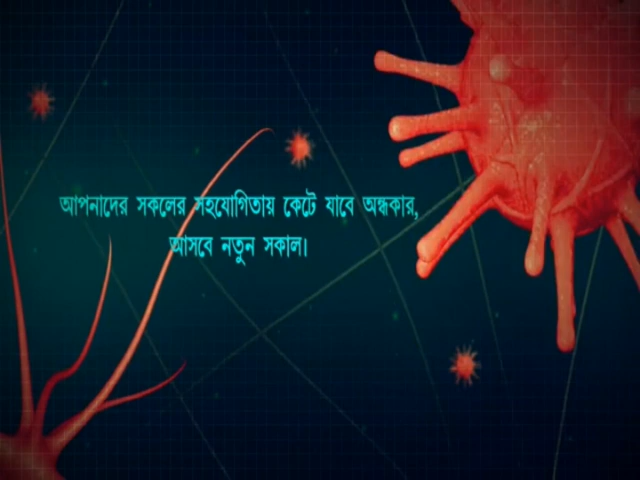 আপনাদের সকলের সহযোগিতায় কেটে যাবে অন্ধকার,
আসবে নতুন সকাল।